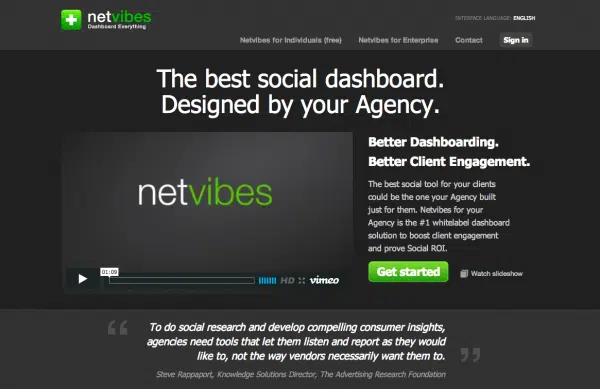 netvibes
Dashboard Everything
INTERFACE LANGUAGE: ENGLISH
Netvibes for Individuals (free) Netvibes for Enterprise Contact Sign in
The best social dashboard.
Designed by your Agency.
netvibes
01:09
HD vimeo
Better Dashboarding.
Better Client Engagement.
The best social tool for your clients
could be the one your Agency built
just for them. Netvibes for your
Agency is the #1 whitelabel dashboard
solution to boost client engagement
and prove Social ROI.
Get started Watch slideshow
“ To do social research and develop compelling consumer insights,
agencies need tools that let them listen and report as they would
like to, not the way vendors necessarily want them to. ”
Steve Rappaport, Knowledge Solutions Director, The Advertising Research Foundation